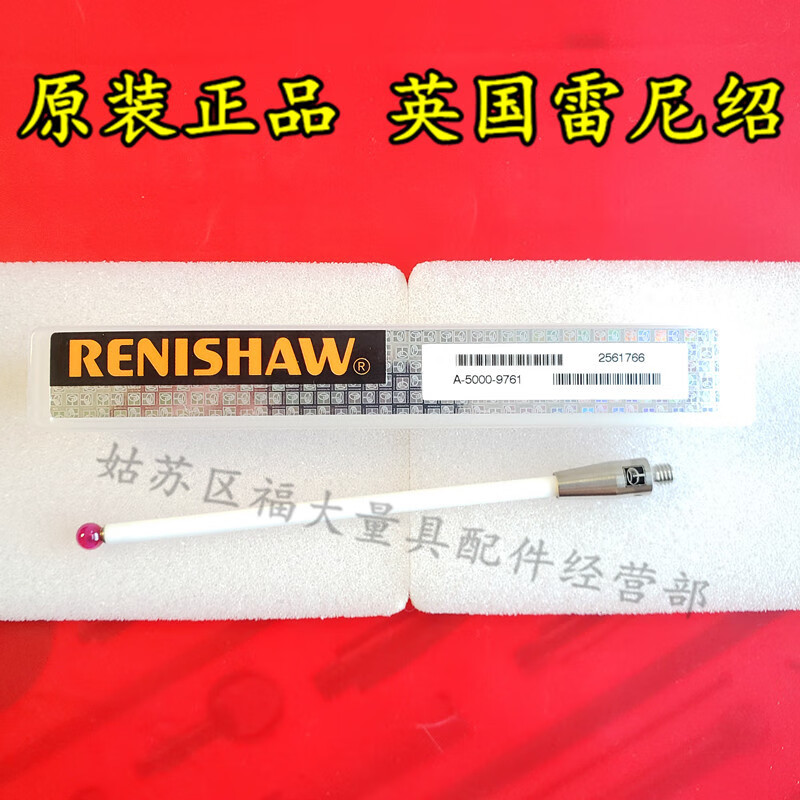 原装正品 英国雷尼绍
RENISHAW®
2561766
A-5000-9761
姑苏区福大量具配件经营部